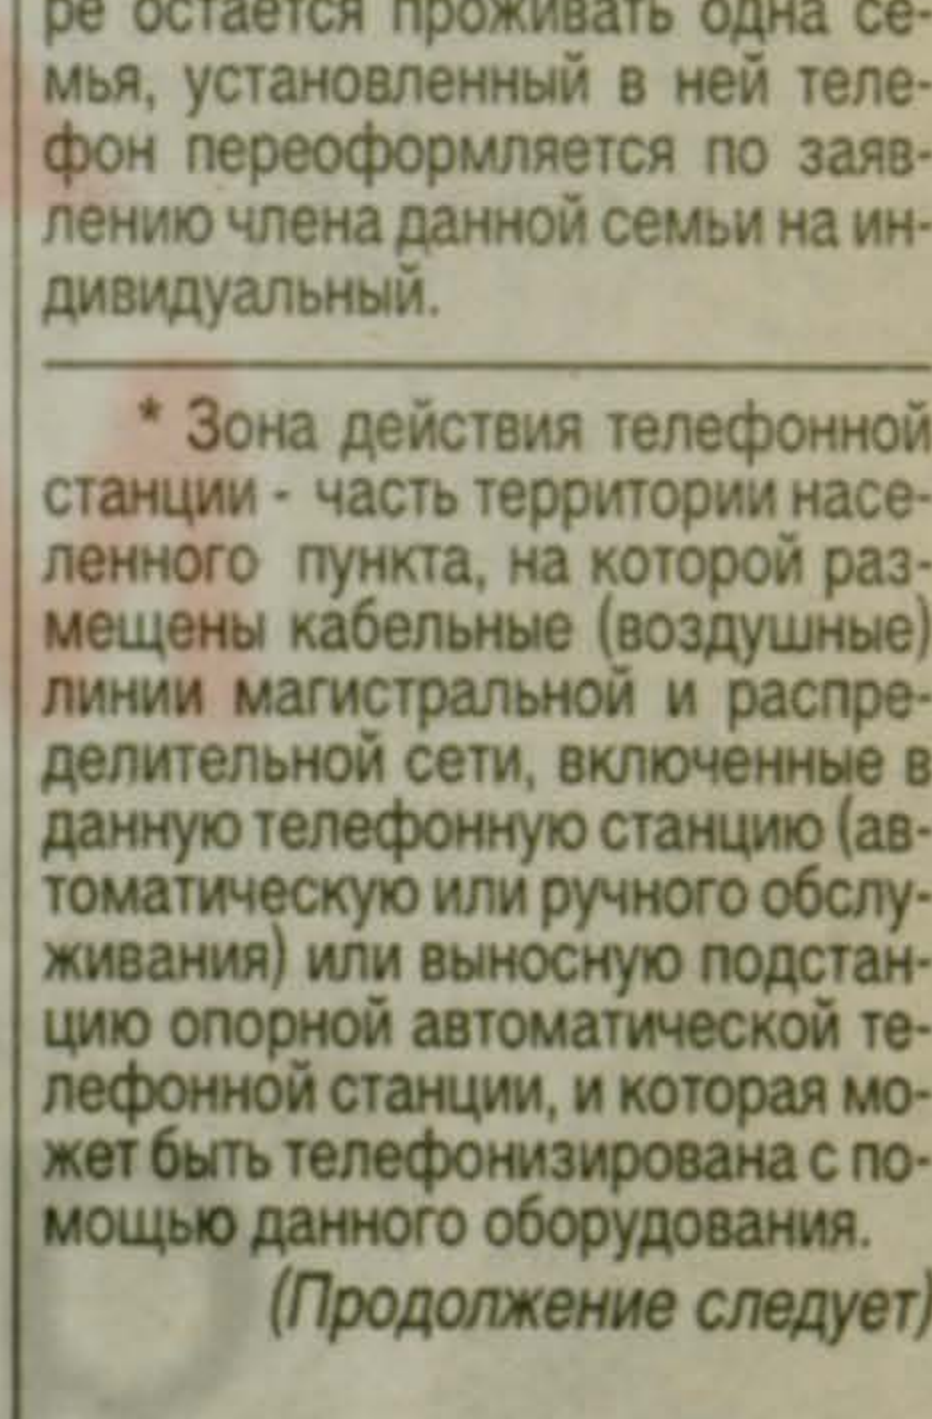 ре остается проживать одна се-
мья, установленный в ней теле-
фон переоформляется по заяв-
лению члена данной семьи на ин-
дивидуальный.
* Зона действия телефонной
станции - часть территории насе-
ленного пункта, на которой раз-
мещены кабельные (воздушные)
линии магистральной и распре-
делительной сети, включенные в
данную телефонную станцию (ав-
томатическую или ручного обслу-
живания) или выносную подстан-
цию опорной автоматической те-
лефонной станции, и которая мо-
жет быть телефонизирована с по-
мощью данного оборудования.
(Продолжение следует)